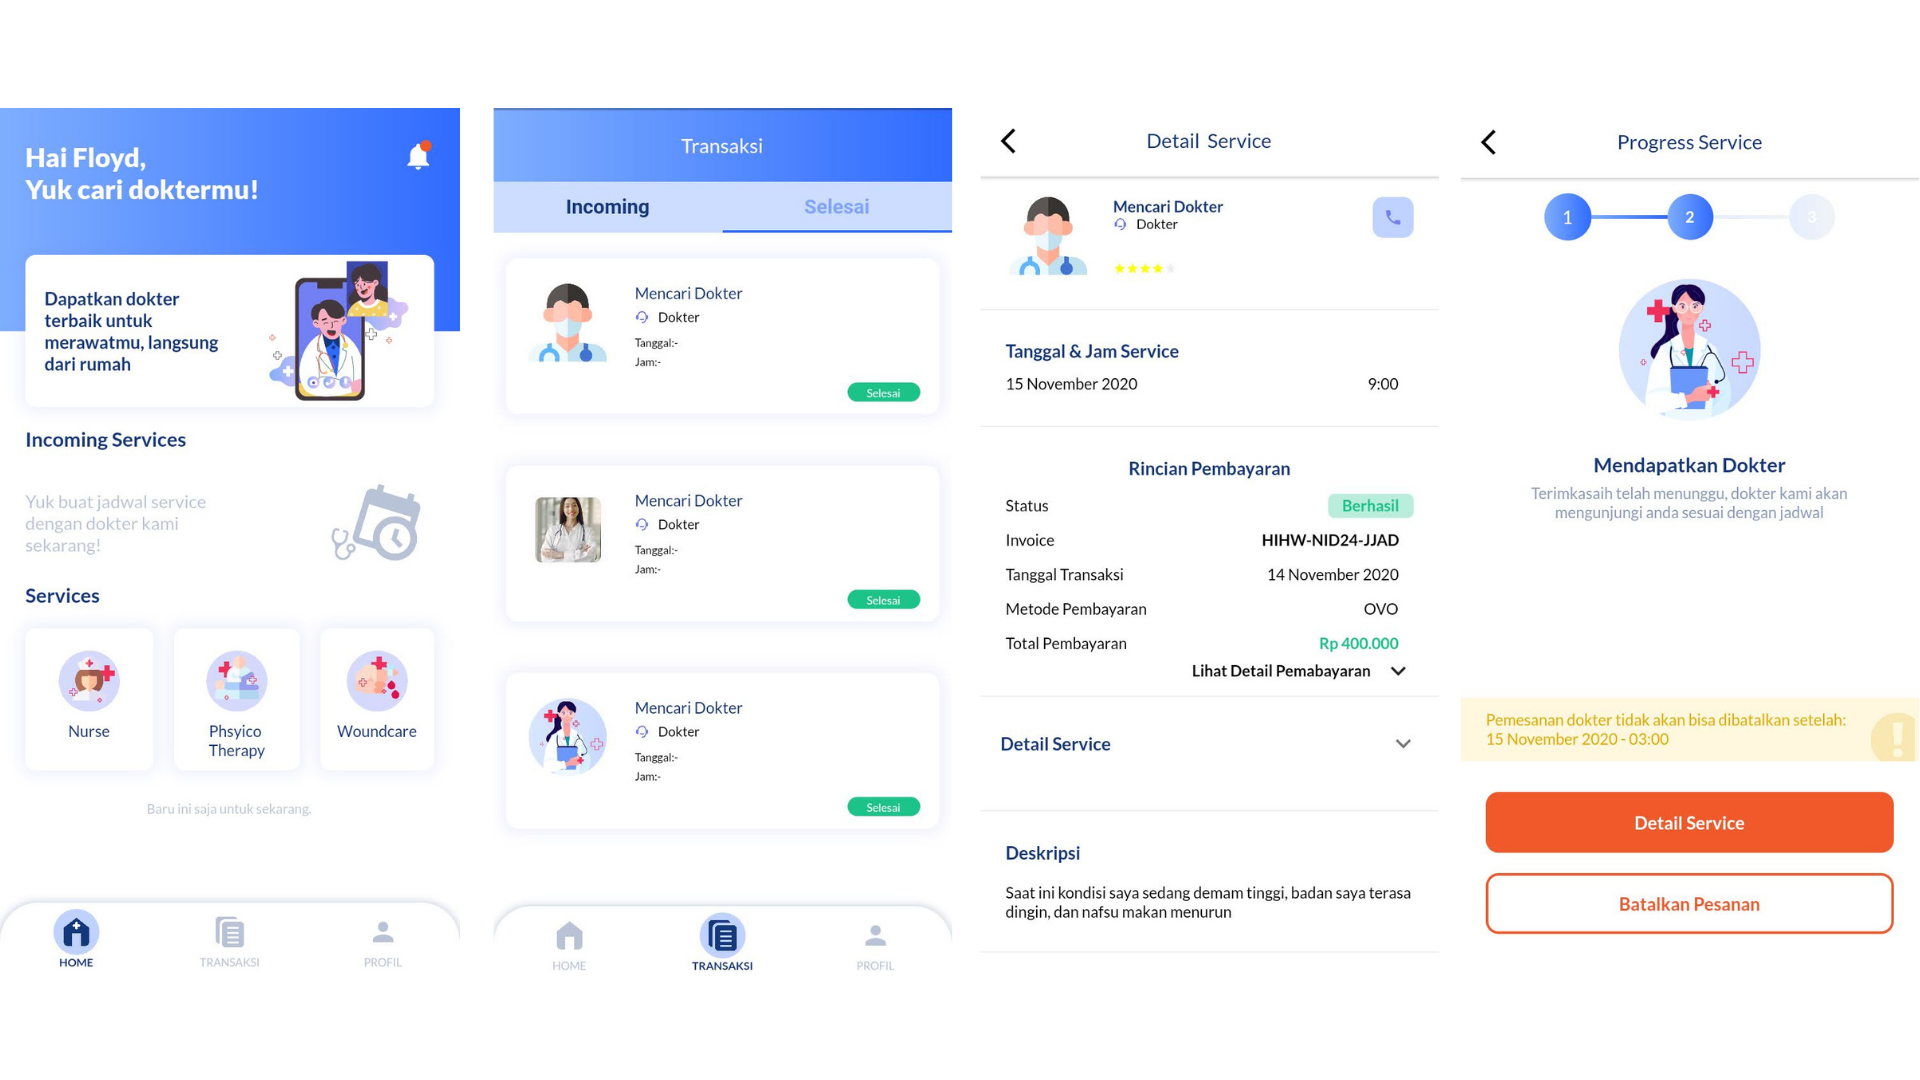 Hai Floyd,
Yuk cari doktermu!
Dapatkan dokter
terbaik untuk
merawatmu, langsung
dari rumah
Incoming Services
Yuk buat jadwal service
dengan dokter kami
sekarang!
Services
Nurse
Phsyico
Therapy
Woundcare
Baru ini saja untuk sekarang.
HOME
TRANSAKSI
PROFIL
Transaksi
Incoming
Selesai
Mencari Dokter
Dokter
Tanggal:-
Jam:-
Selesai
Mencari Dokter
Dokter
Tanggal:-
Jam:-
Selesai
Mencari Dokter
Dokter
Tanggal:-
Jam:-
Selesai
HOME
TRANSAKSI
PROFIL
Detail Service
Mencari Dokter
Dokter
Tanggal & Jam Service
15 November 2020 9:00
Rincian Pembayaran
Status Berhasil
Invoice HIHW-NID24-JJAD
Tanggal Transaksi 14 November 2020
Metode Pembayaran OVO
Total Pembayaran Rp 400.000
Lihat Detail Pemabayaran
Detail Service
Deskripsi
Saat ini kondisi saya sedang demam tinggi, badan saya terasa
dingin, dan nafsu makan menurun
Progress Service
1 2 3
Mendapatkan Dokter
Terimkasaih telah menunggu, dokter kami akan
mengunjungi anda sesuai dengan jadwal
Pemesanan dokter tidak akan bisa dibatalkan setelah:
15 November 2020 - 03:00
Detail Service
Batalkan Pesanan